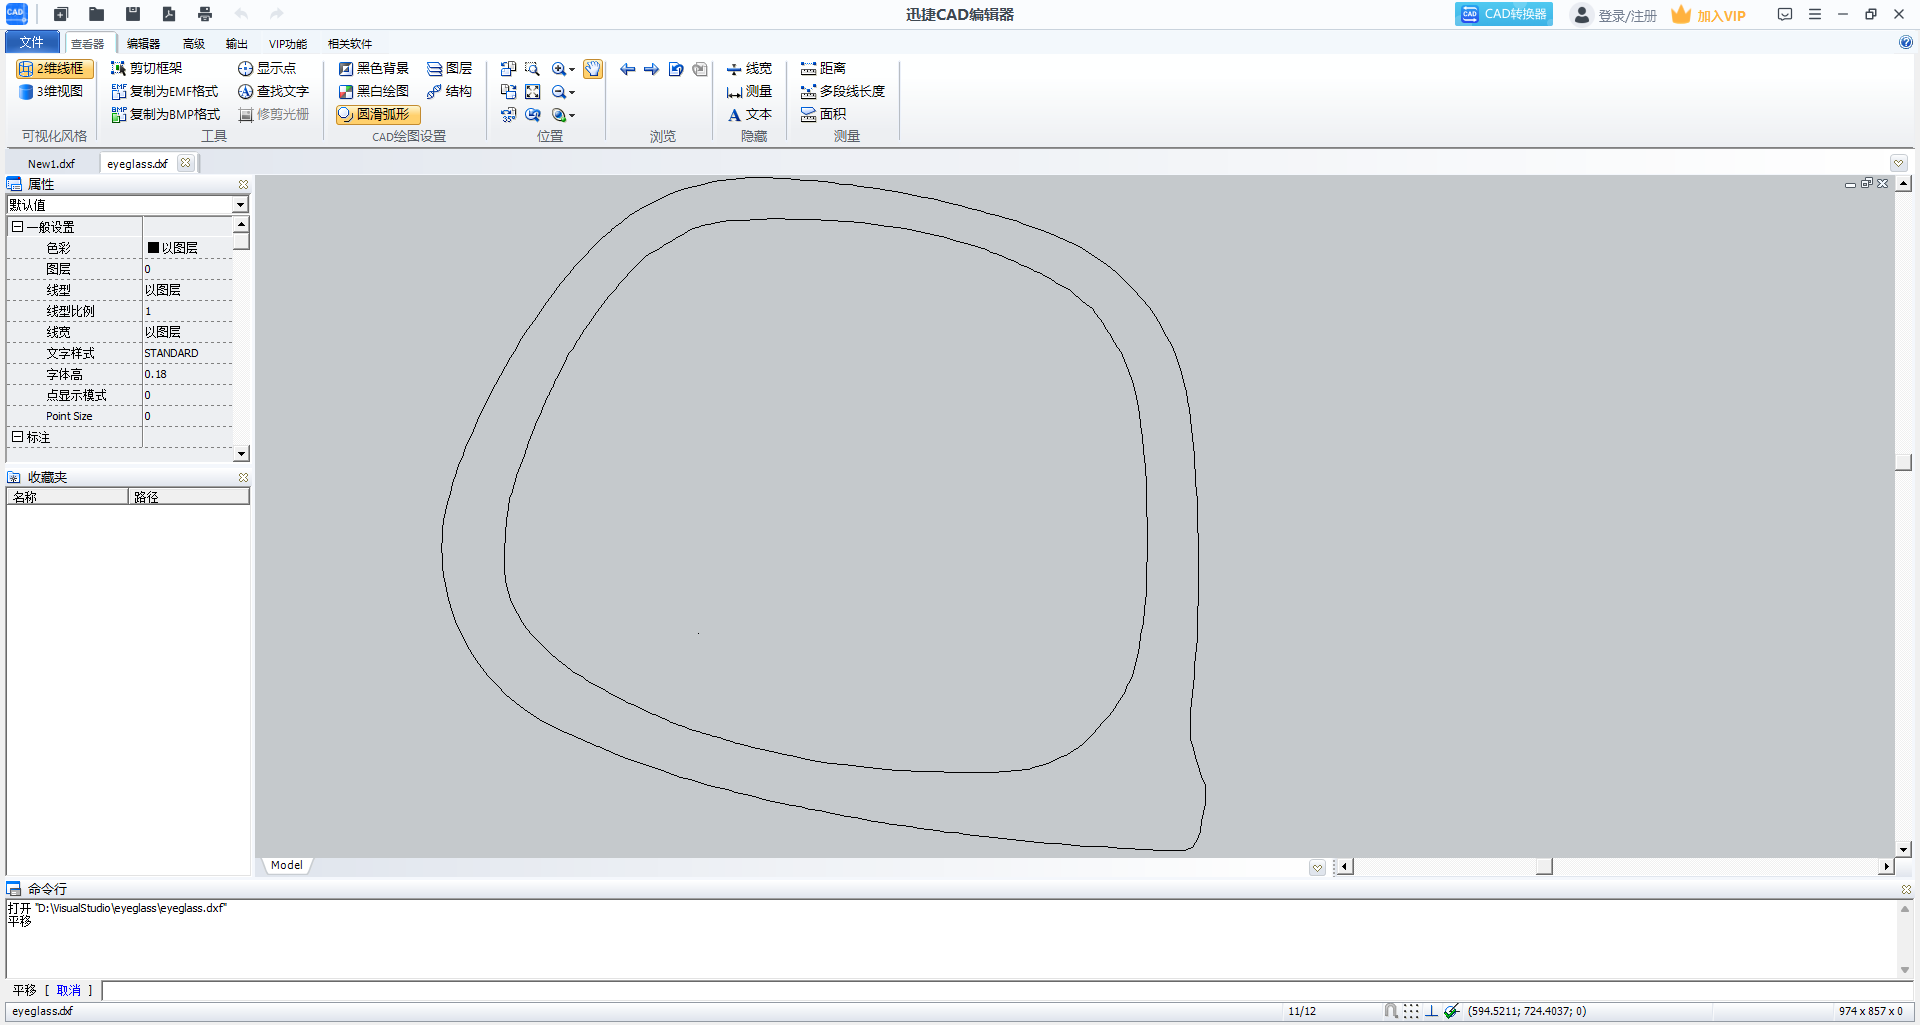 CAD
迅捷CAD编辑器
CAD CAD转换器
登录/注册
加入VIP
文件 查看器 编辑器 高级 输出 VIP功能 相关软件
2维线框 剪切框架 显示点 黑色背景 图层 线宽 距离
3维视图 EMF 复制为EMF格式 查找文字 黑白绘图 结构 测量 多段线长度
BMP 复制为BMP格式 修剪光栅 圆滑弧形 35° A 文本 面积
可视化风格 工具 CAD绘图设置 位置 浏览 隐藏 测量
New1.dxf eyeglass.dxf
属性
默认值
一般设置
色彩 以图层
图层 0
线型 以图层
线型比例 1
线宽 以图层
文字样式 STANDARD
字体高 0.18
点显示模式 0
Point Size 0
标注
收藏夹
名称 路径
Model
命令行
打开 "D:\VisualStudio\eyeglass\eyeglass.dxf"
平移
平移 [ 取消 ]
eyeglass.dxf 11/12 (594.5211; 724.4037; 0) 974 x 857 x 0